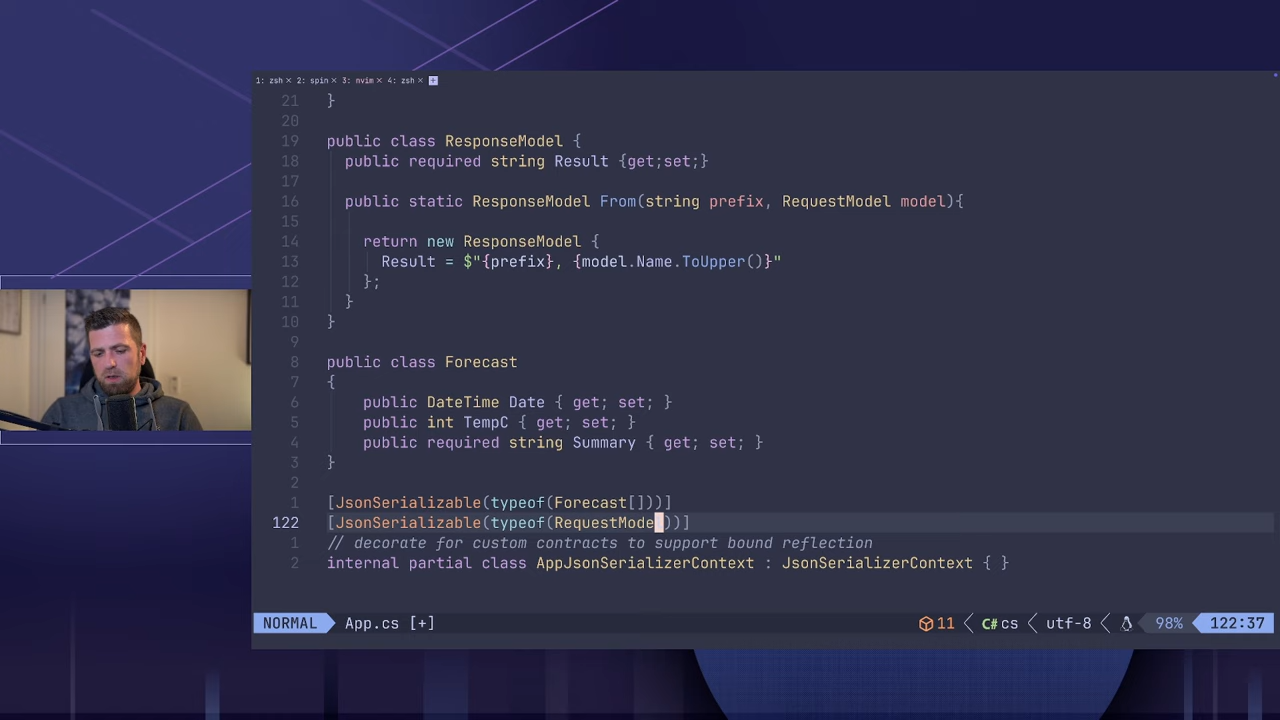 1: zsh× 2: spin× 3: nvim × 4: zsh × +
21 }
20
19 public class ResponseModel {
18 public required string Result {get;set;}
17
16 public static ResponseModel From(string prefix, RequestModel model){
15
14 return new ResponseModel {
13 Result = $"{prefix}, {model.Name.ToUpper()}"
12 };
11 }
10 }
9
8 public class Forecast
7 {
6 public DateTime Date { get; set; }
5 public int TempC { get; set; }
4 public required string Summary { get; set; }
3 }
2
1 [JsonSerializable(typeof(Forecast[]))]
122 [JsonSerializable(typeof(RequestMode ))]
1 // decorate for custom contracts to support bound reflection
2 internal partial class AppJsonSerializerContext : JsonSerializerContext { }
NORMAL App.cs [+] 11 C# cs utf-8 98% 122:37